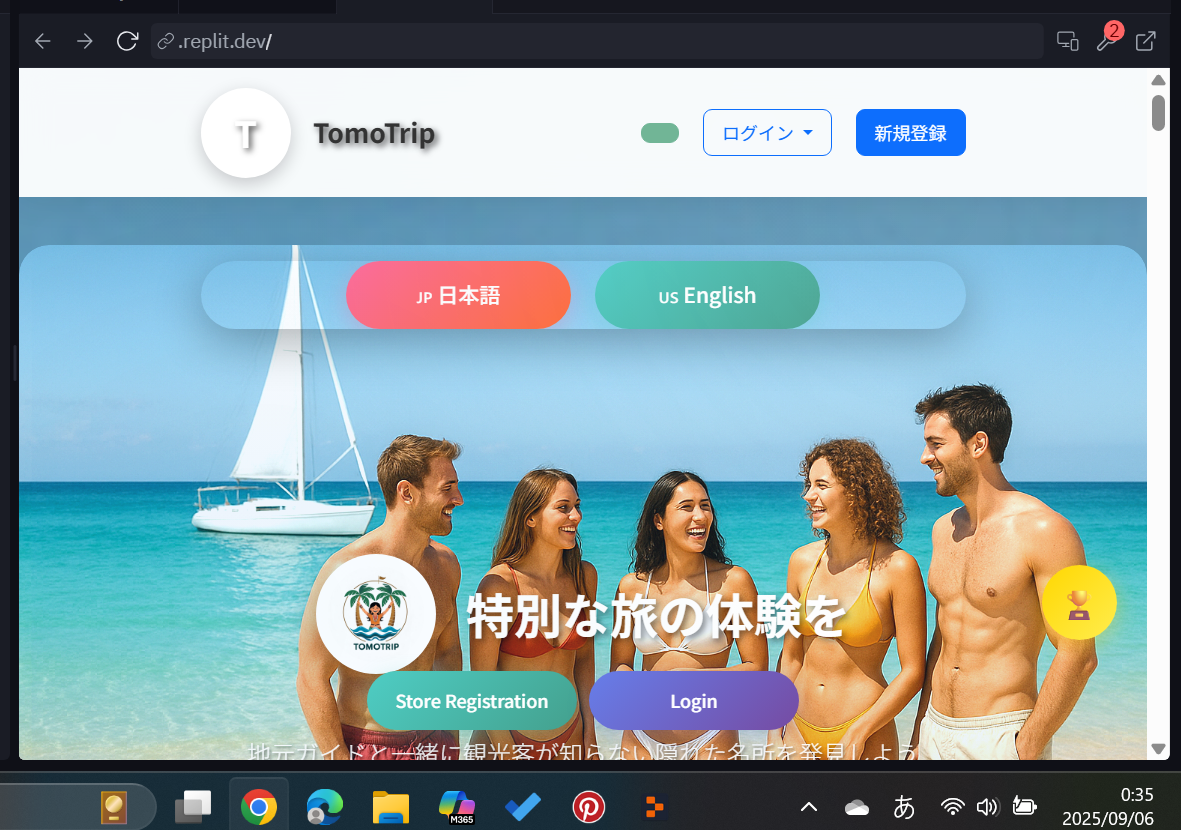 .replit.dev/
2
T
TomoTrip
ログイン
新規登録
JP 日本語
US English
特別な旅の体験を
TOMOTRIP
Store Registration
Login
地元ガイドと一緒に観光客が知らない隠れた名所を発見しよう
M365
あ
0:35
2025/09/06